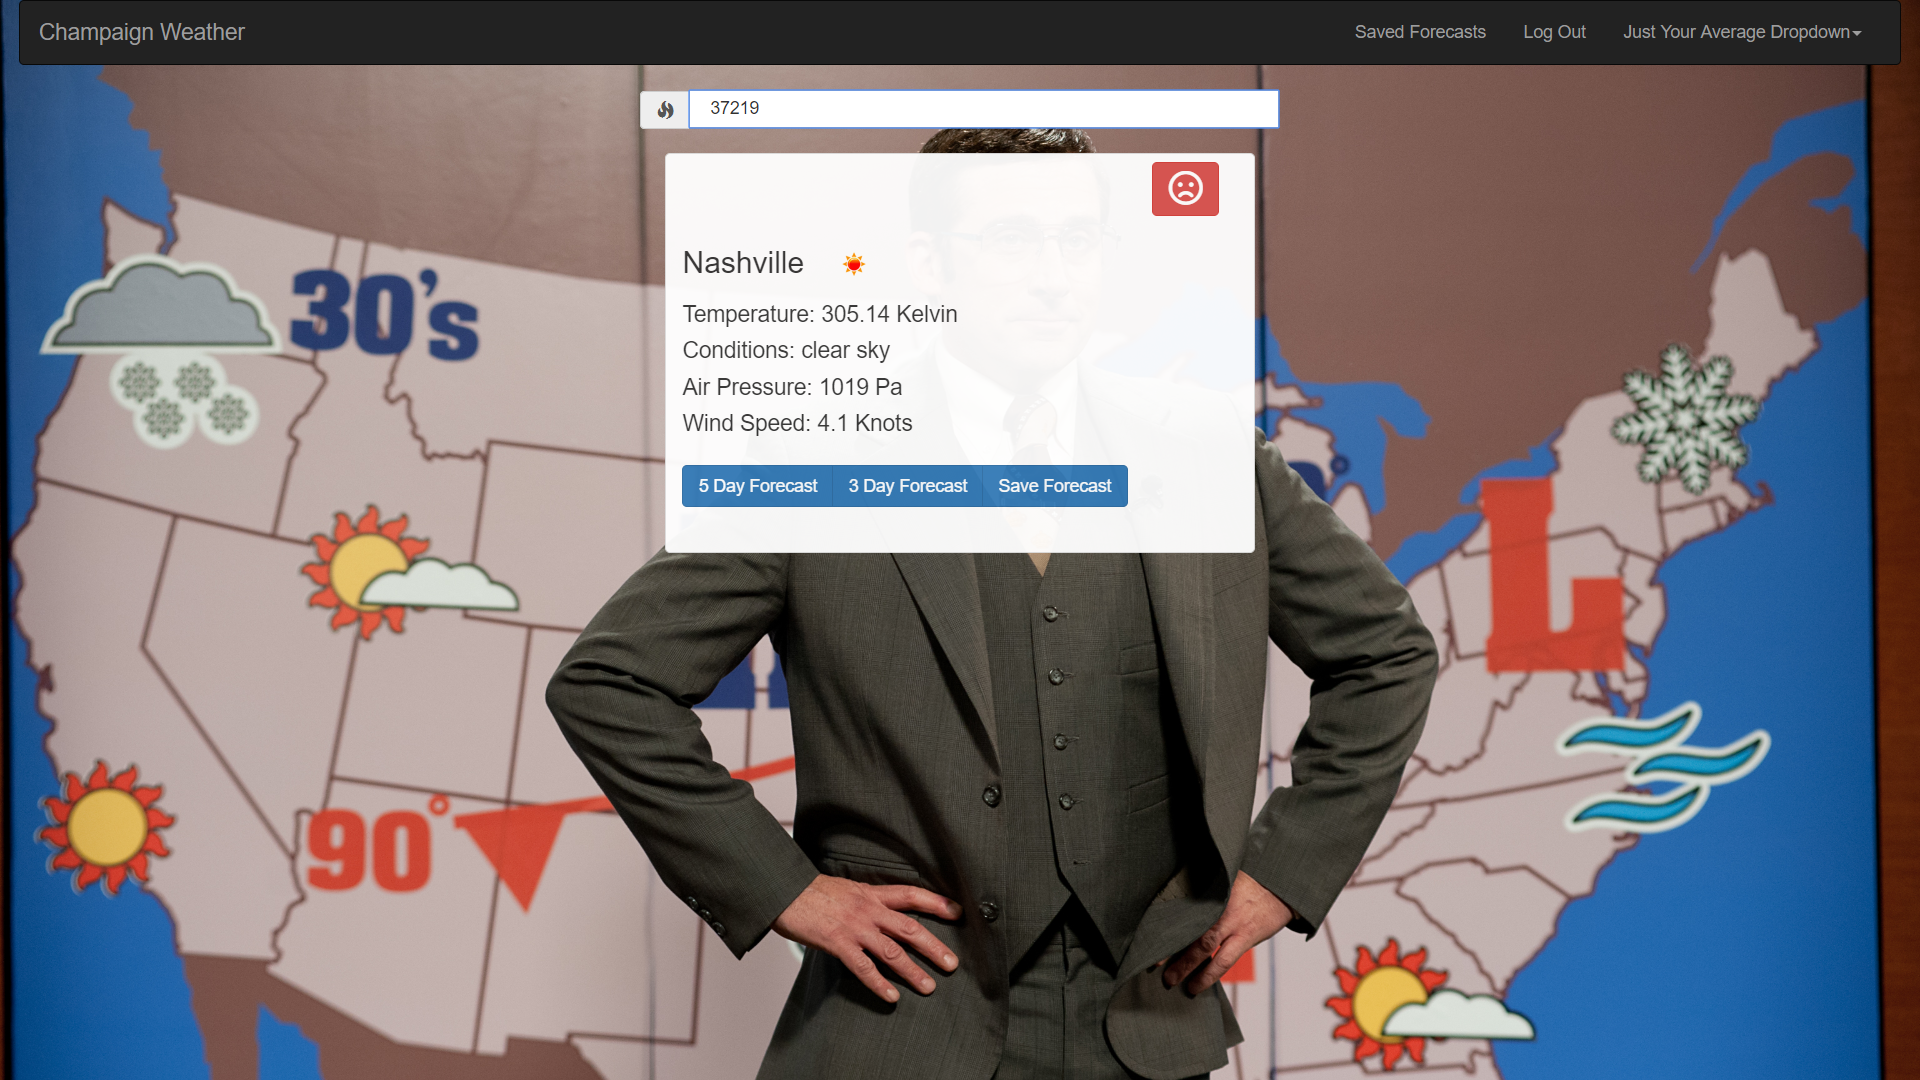 Champaign Weather
Saved Forecasts
Log Out
Just Your Average Dropdown
37219
Nashville
Temperature: 305.14 Kelvin
Conditions: clear sky
Air Pressure: 1019 Pa
Wind Speed: 4.1 Knots
5 Day Forecast
3 Day Forecast
Save Forecast
30's
L
90°